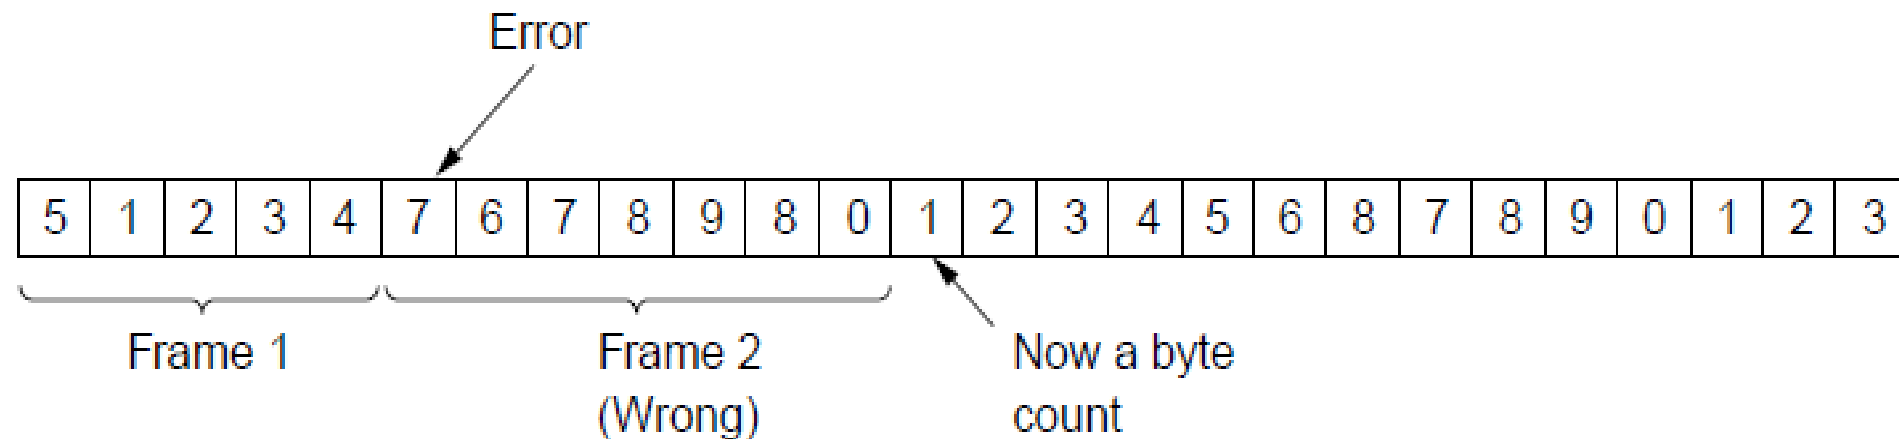 Error
5 1 2 3 4 7 6 7 8 9 8 0 1 2 3 4 5 6 8 7 8 9 0 1 2 3
Frame 1
Frame 2
(Wrong)
Now a byte
count